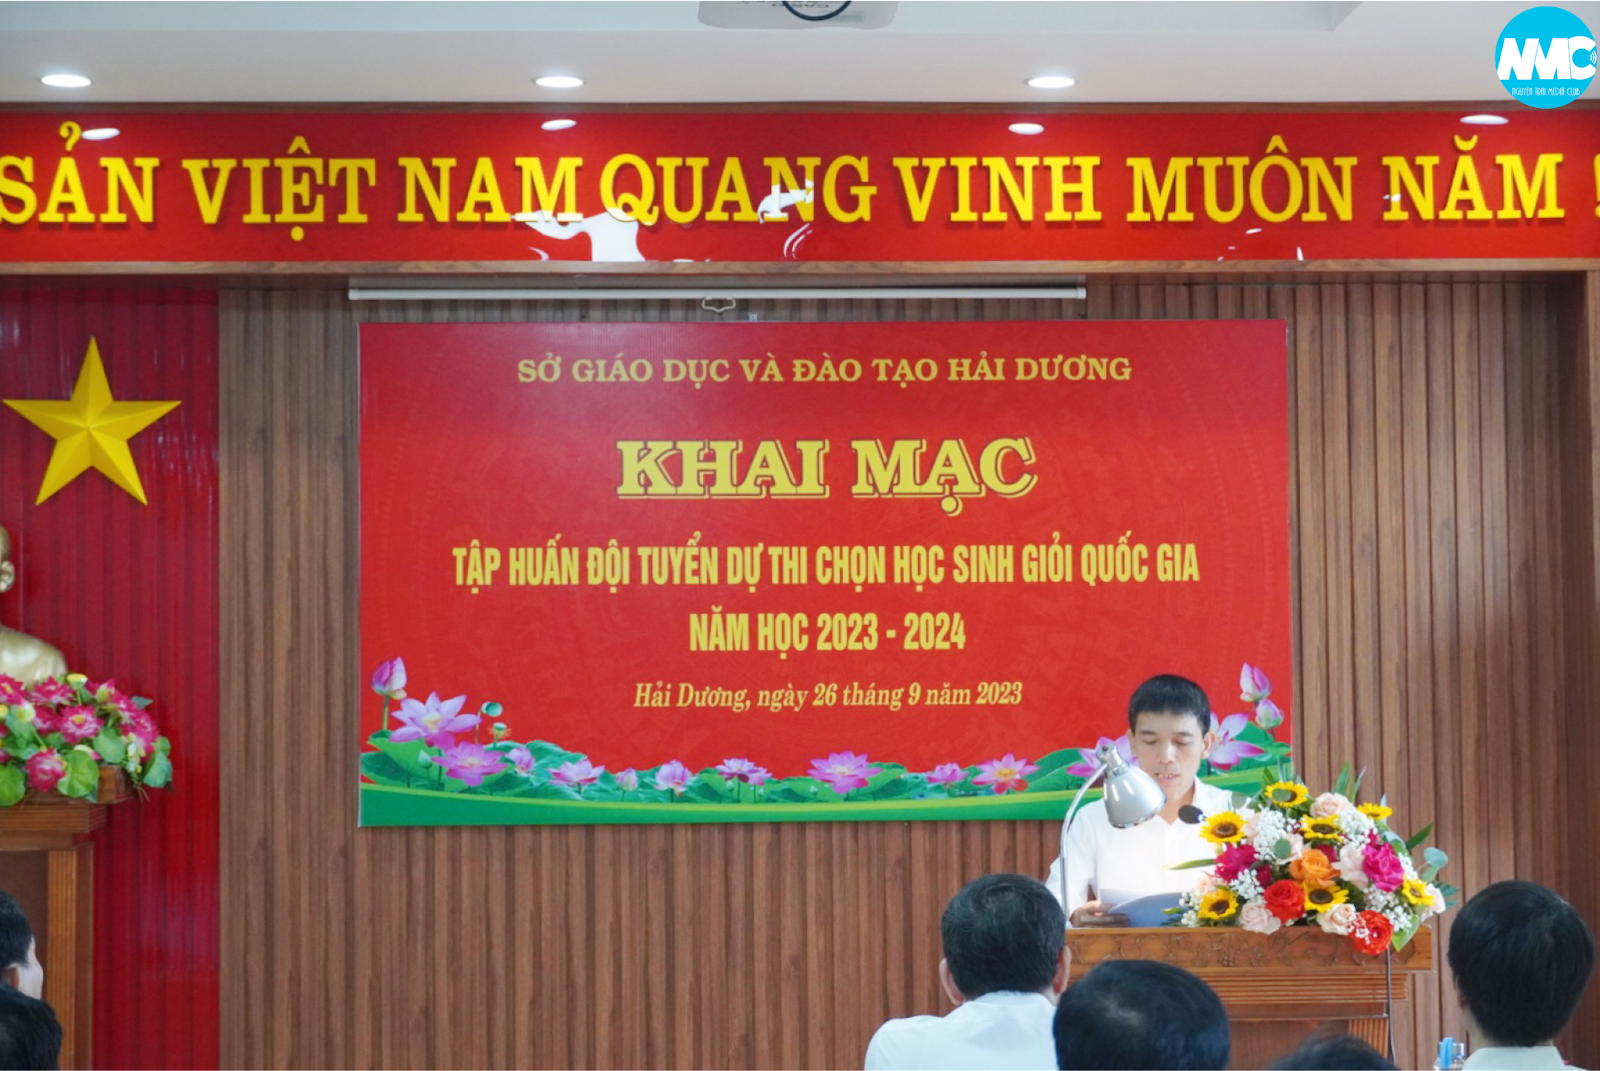 NMC
NGUYEN TRAI MEDIA CLUB
SẢN VIỆT NAM QUANG VINH MUÔN NĂM !
SỞ GIÁO DỤC VÀ ĐÀO TẠO HẢI DƯƠNG
KHAI MẠC
TẬP HUẤN ĐỘI TUYỂN DỰ THI CHỌN HỌC SINH GIỎI QUỐC GIA
NĂM HỌC 2023 - 2024
Hải Dương, ngày 26 tháng 9 năm 2023